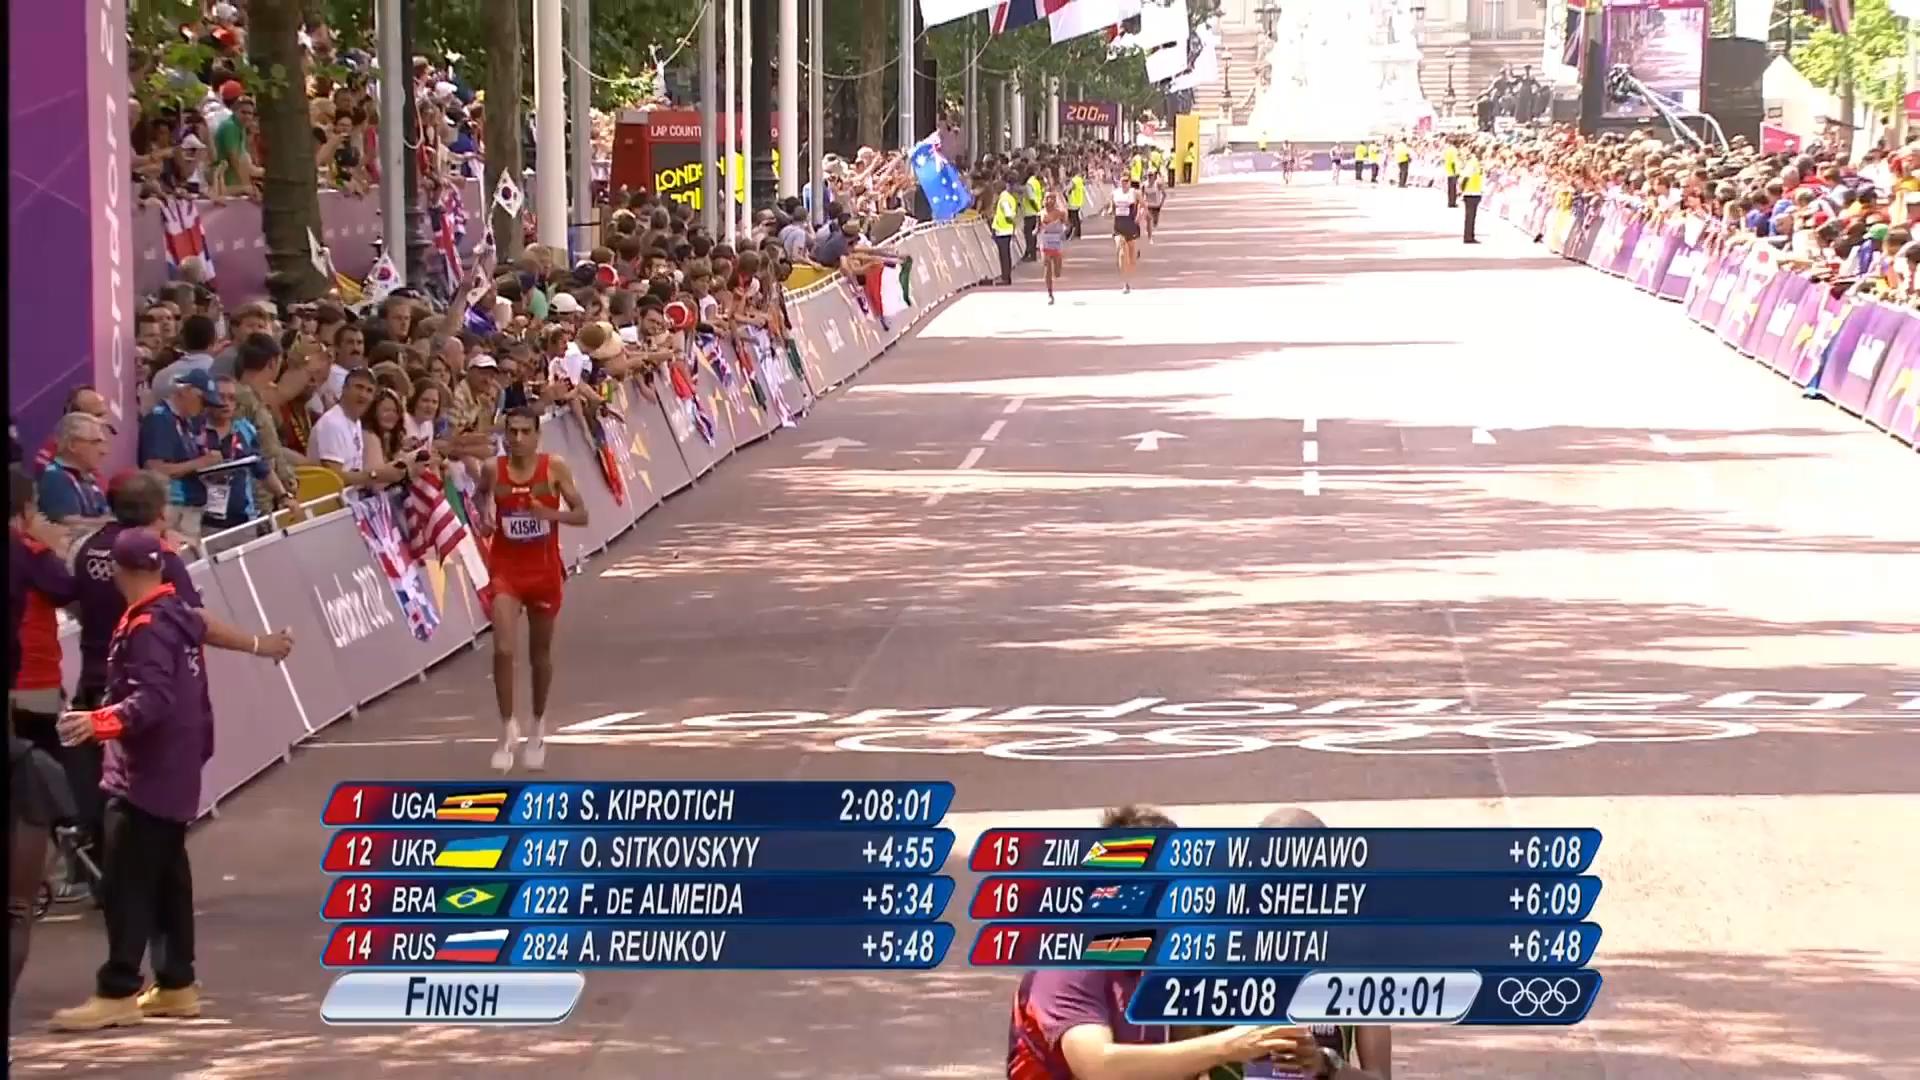 London 2
LAP COUNT
LONDON
200m
KISRI
London 2012
London 201
1 UGA 3113 S. KIPROTICH 2:08:01
12 UKR 3147 O. SITKOVSKYY +4:55
13 BRA 1222 F. DE ALMEIDA +5:34
14 RUS 2824 A. REUNKOV +5:48
15 ZIM 3367 W. JUWAWO +6:08
16 AUS 1059 M. SHELLEY +6:09
17 KEN 2315 E. MUTAI +6:48
FINISH
2:15:08 2:08:01